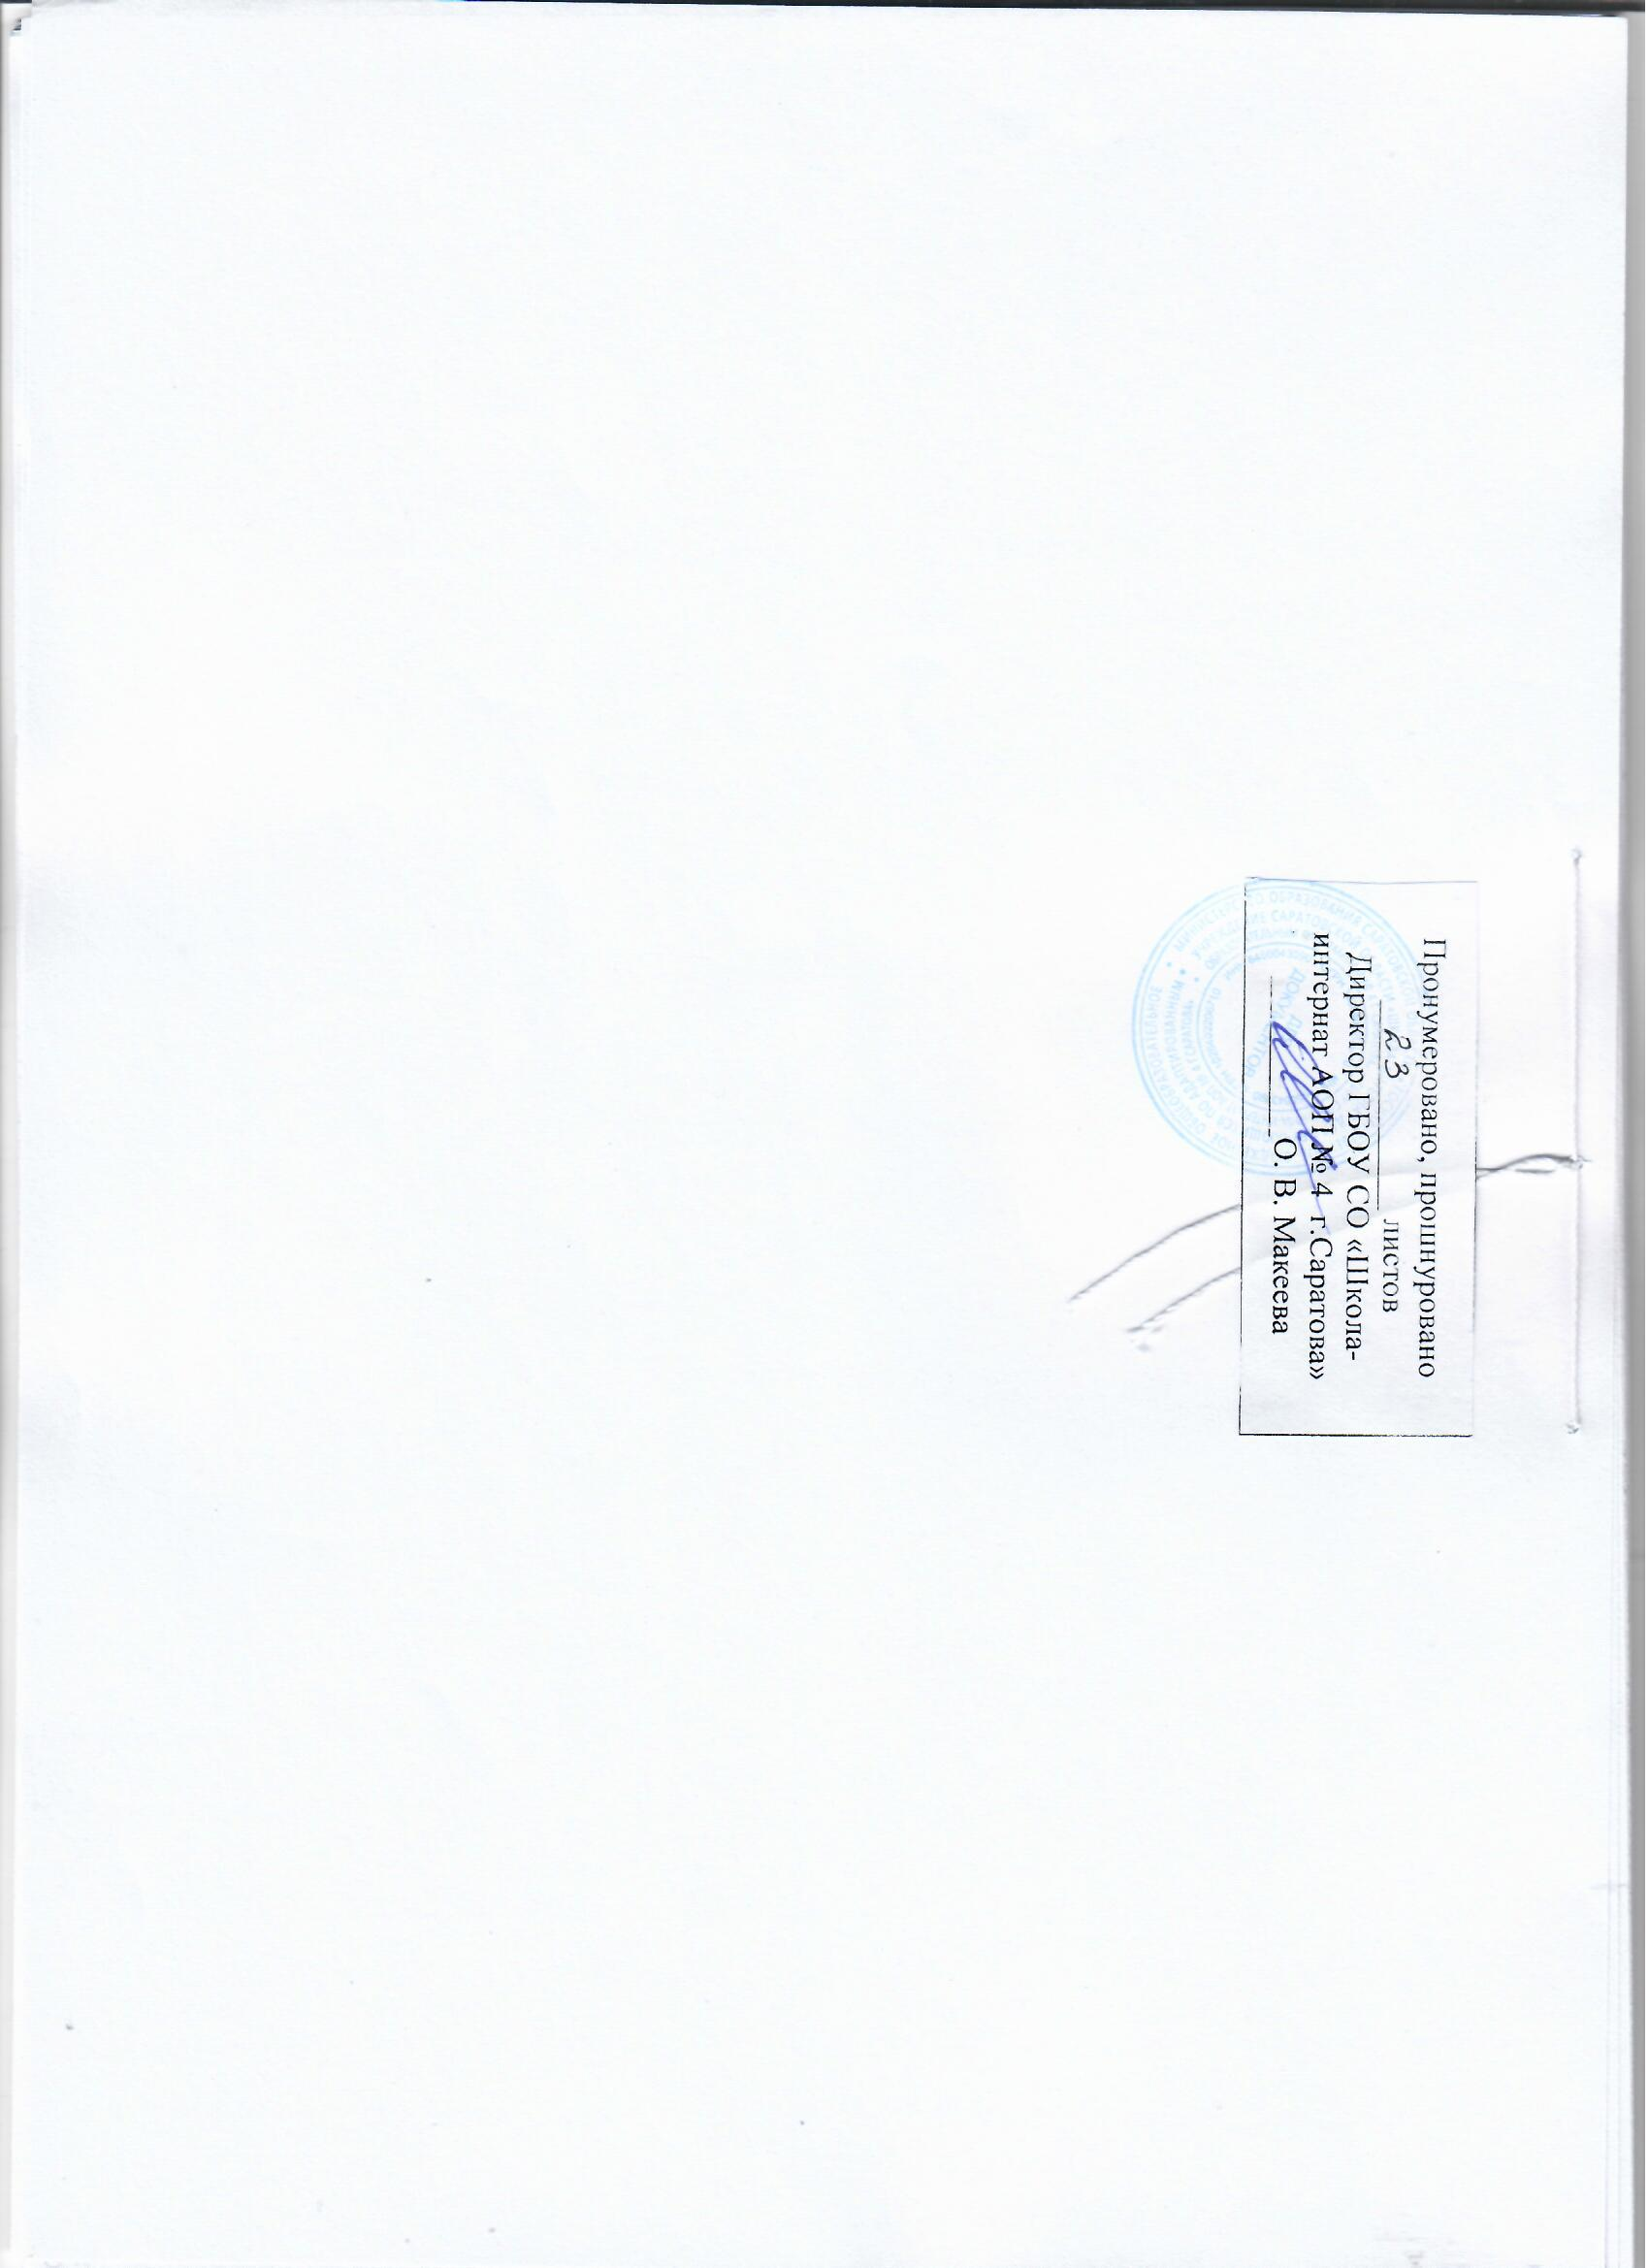 Пронумеровано, прошнуровано
23 листов
Директор ГБОУ СО «Школа-
интернат АОП № 4 г.Саратова»
О. В. Макеева